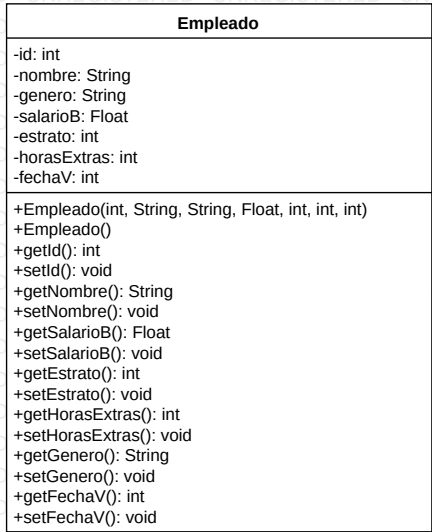 Empleado
-id: int
-nombre: String
-genero: String
-salarioB: Float
-estrato: int
-horasExtras: int
-fechaV: int
+Empleado(int, String, String, Float, int, int, int)
+Empleado()
+getId(): int
+setId(): void
+getNombre(): String
+setNombre(): void
+getSalarioB(): Float
+setSalarioB(): void
+getEstrato(): int
+setEstrato(): void
+getHorasExtras(): int
+setHorasExtras(): void
+getGenero(): String
+setGenero(): void
+getFechaV(): int
+setFechaV(): void